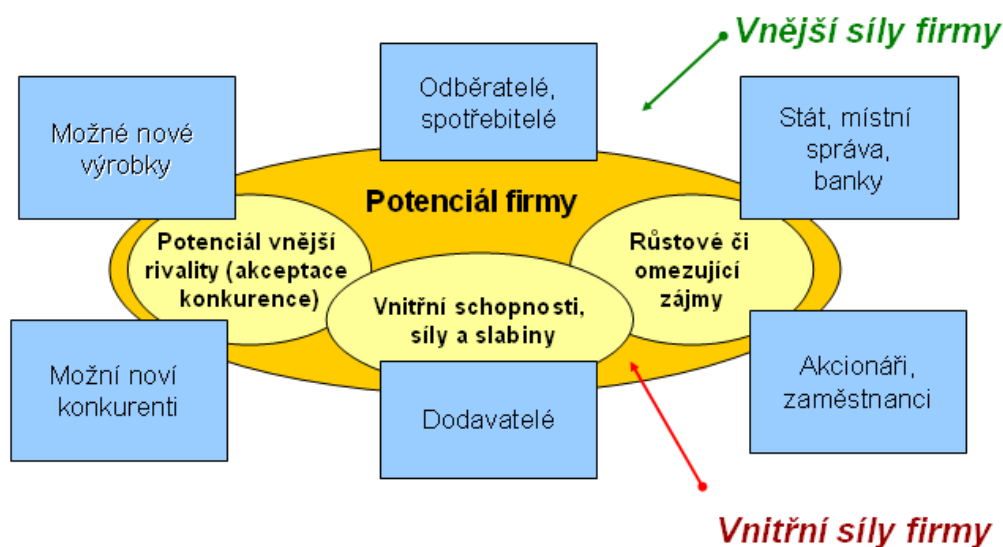 Vnější síly firmy
Odběratelé,
spotřebitelé
Možné nové
výrobky
Stát, místní
správa,
banky
Potenciál firmy
Potenciál vnější
rivality (akceptace
konkurence)
Růstové či
omezující
zájmy
Vnitřní schopnosti,
síly a slabiny
Možní noví
konkurenti
Dodavatelé
Akcionáři,
zaměstnanci
Vnitřní síly firmy